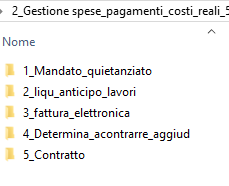 2_Gestione spese_pagamenti_costi_reali_5
Nome
1_Mandato_quietanziato
2_liqu_anticipo_lavori
3_fattura_elettronica
4_Determina_acontrarre_aggiud
5_Contratto